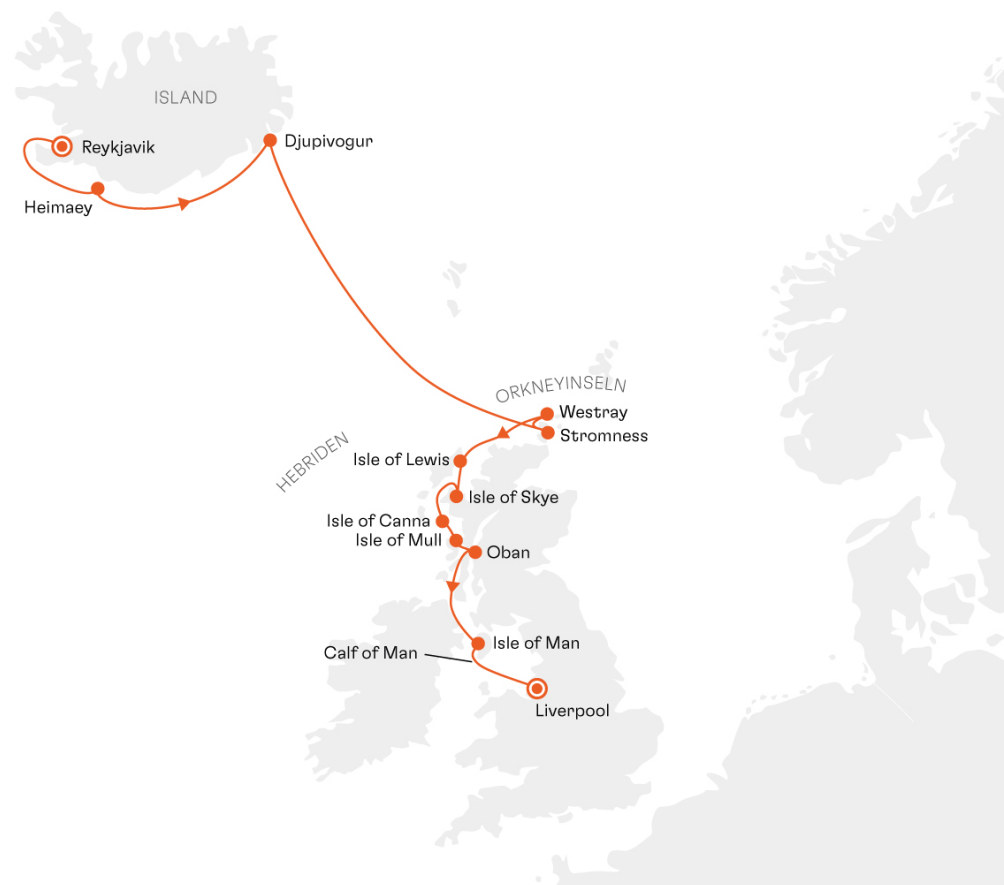 ISLAND
Reykjavik
Djupivogur
Heimaey
ORKNEYINSELN
Westray
Stromness
HEBRIDEN
Isle of Lewis
Isle of Skye
Isle of Canna
Isle of Mull
Oban
Isle of Man
Calf of Man
Liverpool